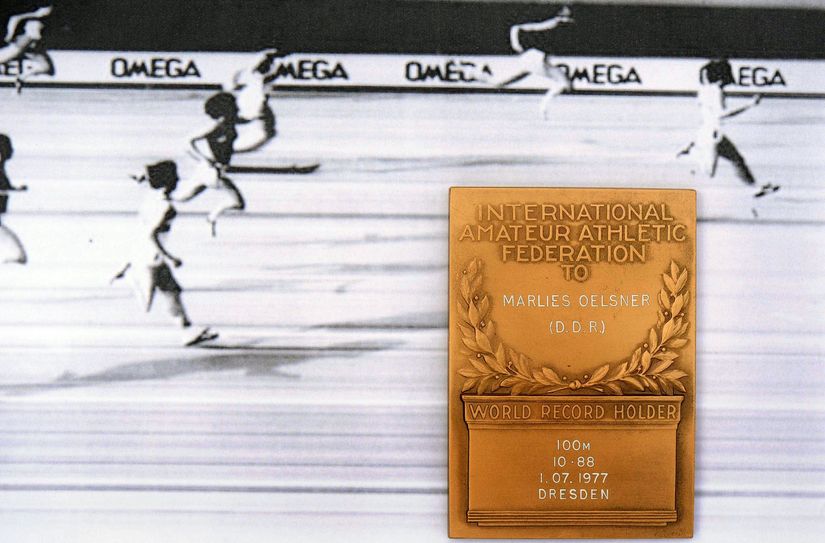 OMEGA
OMEGA
OMEGA
OMEGA
OMEGA
INTERNATIONAL
AMATEUR ATHLETIC
FEDERATION
TO
MARLIES OELSNER
(D.D.R.)
WORLD RECORD HOLDER
100M
10·88
1.07.1977
DRESDEN